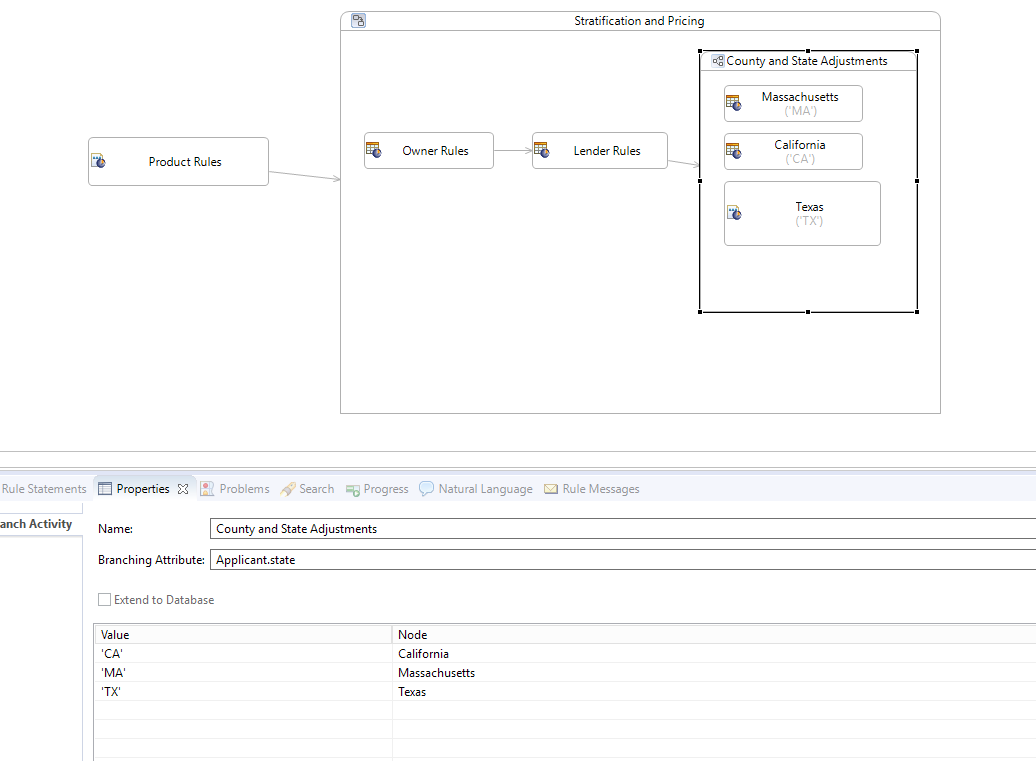 Stratification and Pricing
County and State Adjustments
Massachusetts
('MA')
California
('CA')
Texas
('TX')
Product Rules
Owner Rules
Lender Rules
Rule Statements Properties Problems Search Progress Natural Language Rule Messages
anch Activity
Name: County and State Adjustments
Branching Attribute: Applicant.state
Extend to Database
Value Node
'CA' California
'MA' Massachusetts
'TX' Texas